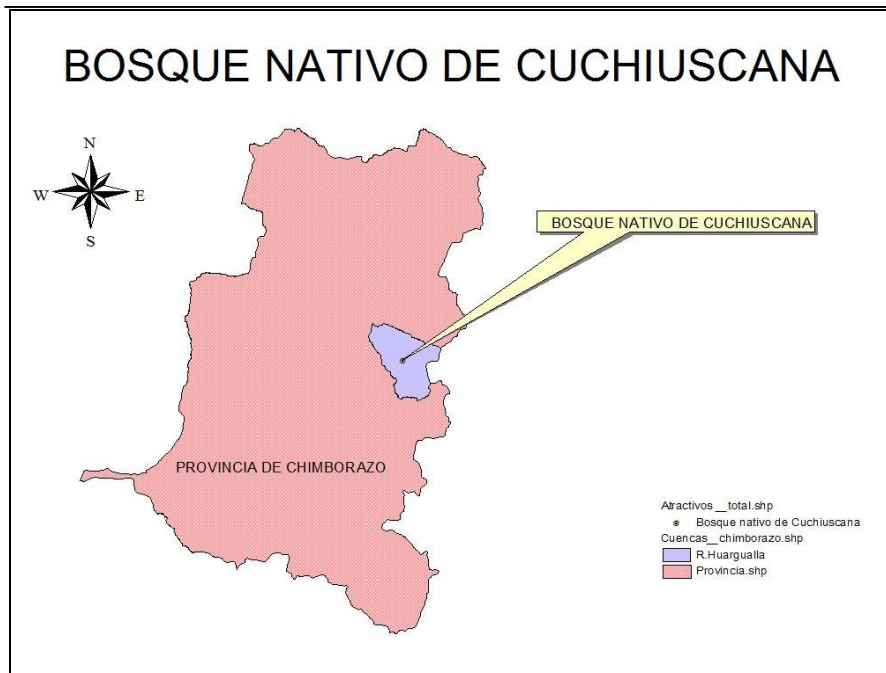 BOSQUE NATIVO DE CUCHIUSCANA
N
W E
S
BOSQUE NATIVO DE CUCHIUSCANA
PROVINCIA DE CHIMBORAZO
Atractivos__total.shp
Bosque nativo de Cuchiuscana
Cuencas__chimborazo.shp
R.Huargualla
Provincia.shp